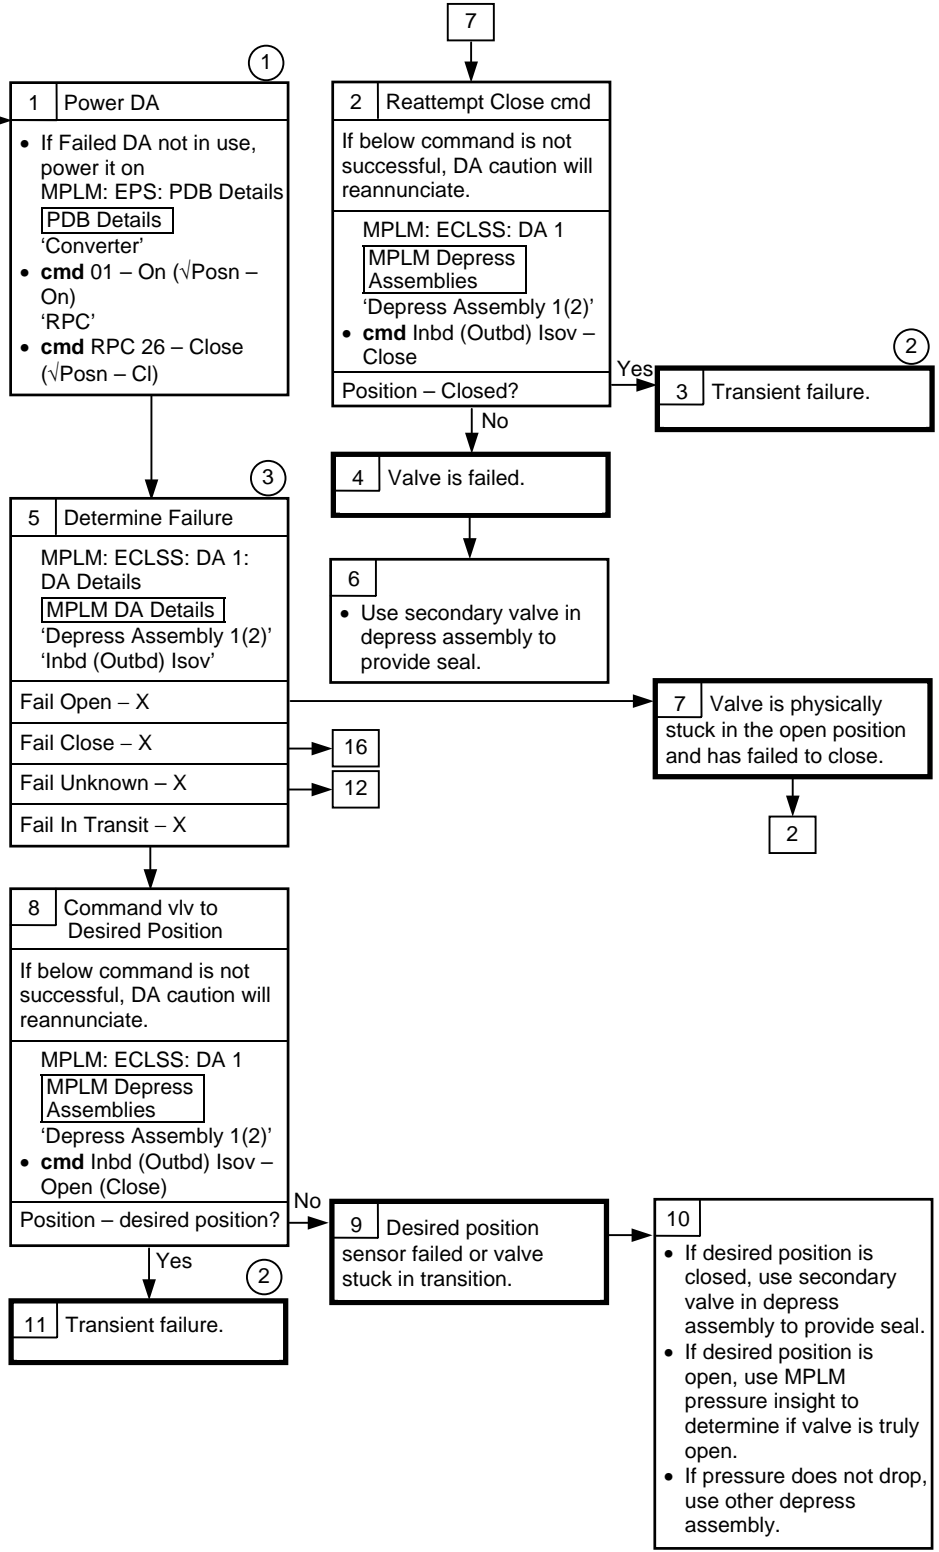 7
1
1 Power DA
• If Failed DA not in use,
power it on
MPLM: EPS: PDB Details
PDB Details
‘Converter’
• cmd 01 – On (√Posn –
On)
‘RPC’
• cmd RPC 26 – Close
(√Posn – Cl)
2 Reattempt Close cmd
If below command is not
successful, DA caution will
reannunciate.
MPLM: ECLSS: DA 1
MPLM Depress
Assemblies
‘Depress Assembly 1(2)’
• cmd Inbd (Outbd) Isov –
Close
Position – Closed?
Yes
No
2
3 Transient failure.
4 Valve is failed.
3
5 Determine Failure
MPLM: ECLSS: DA 1:
DA Details
MPLM DA Details
‘Depress Assembly 1(2)’
‘Inbd (Outbd) Isov’
Fail Open – X
Fail Close – X
16
Fail Unknown – X
12
Fail In Transit – X
6
• Use secondary valve in
depress assembly to
provide seal.
7 Valve is physically
stuck in the open position
and has failed to close.
2
8 Command vlv to
Desired Position
If below command is not
successful, DA caution will
reannunciate.
MPLM: ECLSS: DA 1
MPLM Depress
Assemblies
‘Depress Assembly 1(2)’
• cmd Inbd (Outbd) Isov –
Open (Close)
Position – desired position?
No
Yes
9 Desired position
sensor failed or valve
stuck in transition.
10
• If desired position is
closed, use secondary
valve in depress
assembly to provide seal.
• If desired position is
open, use MPLM
pressure insight to
determine if valve is truly
open.
• If pressure does not drop,
use other depress
assembly.
2
11 Transient failure.